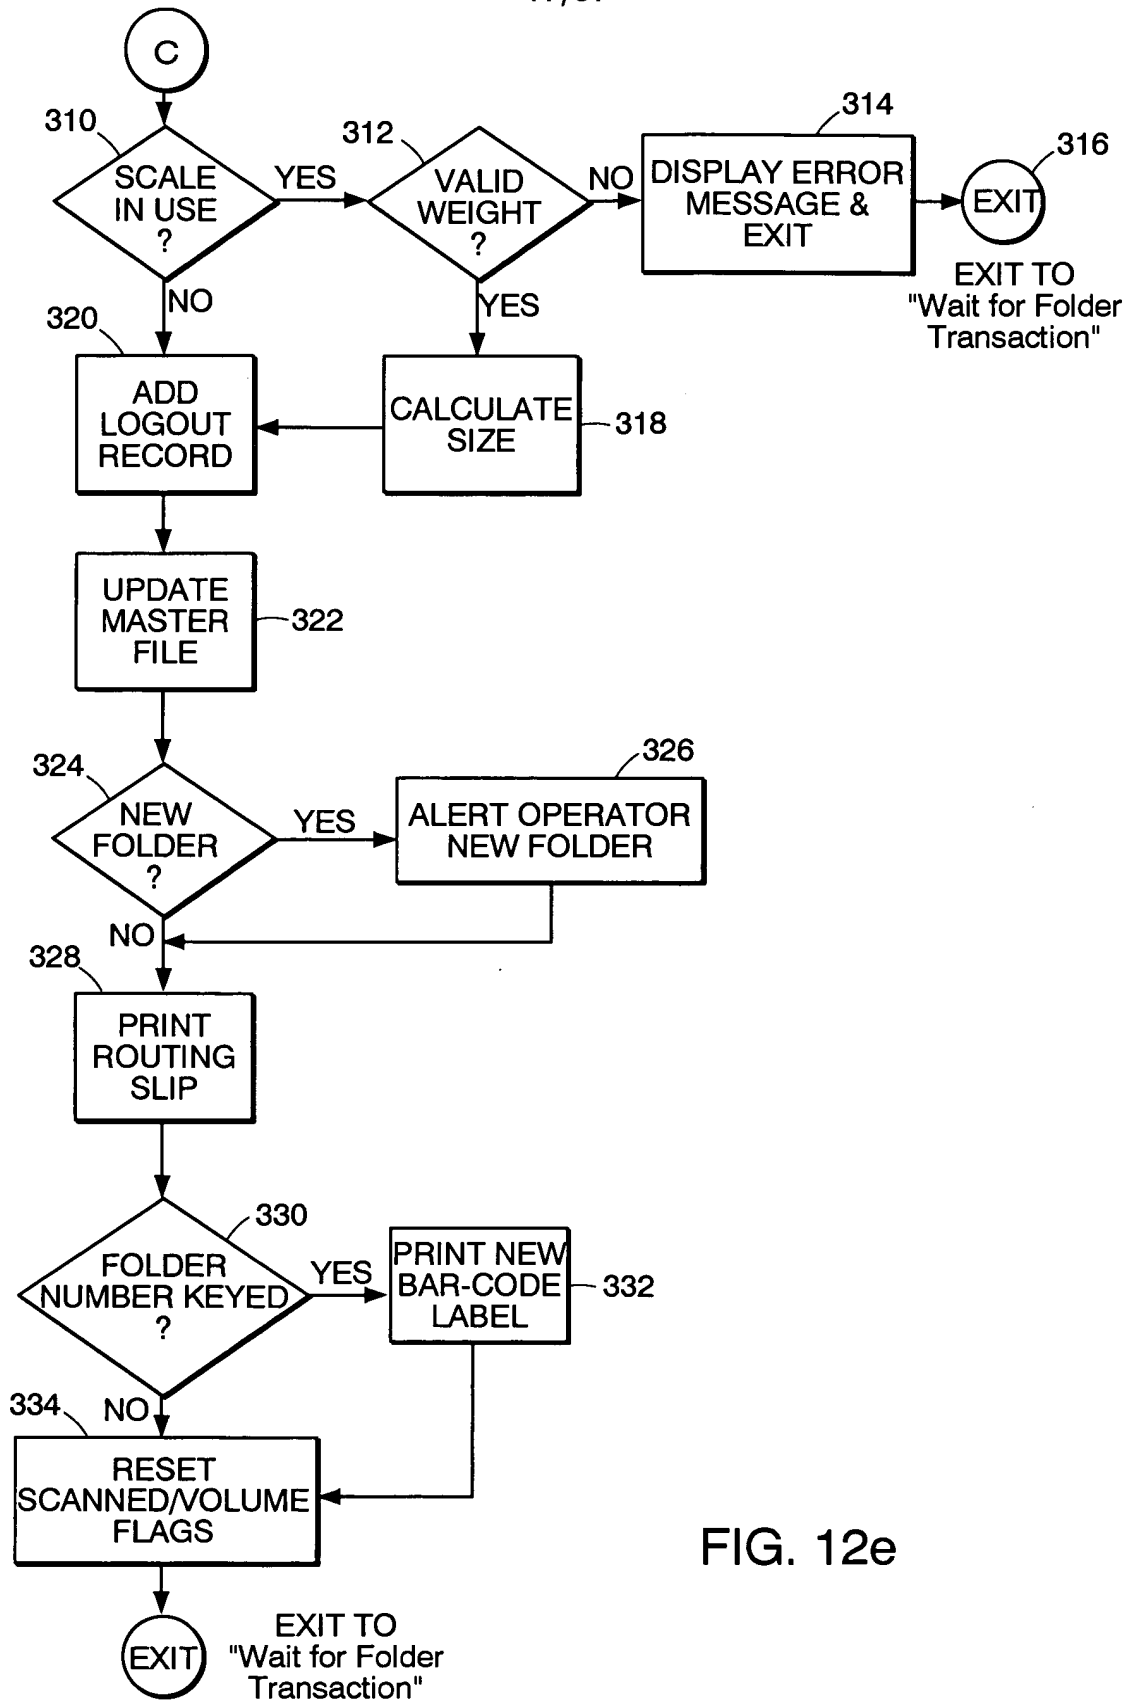 C
310
SCALE
IN USE
?
YES
312
VALID
WEIGHT
?
NO
314
DISPLAY ERROR
MESSAGE &
EXIT
316
EXIT
EXIT TO
"Wait for Folder
Transaction"
NO
YES
320
ADD
LOGOUT
RECORD
CALCULATE
SIZE
318
UPDATE
MASTER
FILE
322
324
NEW
FOLDER
?
YES
326
ALERT OPERATOR
NEW FOLDER
NO
328
PRINT
ROUTING
SLIP
330
FOLDER
NUMBER KEYED
?
YES
PRINT NEW
BAR-CODE
LABEL
332
NO
334
RESET
SCANNED/VOLUME
FLAGS
FIG. 12e
EXIT
EXIT TO
"Wait for Folder
Transaction"